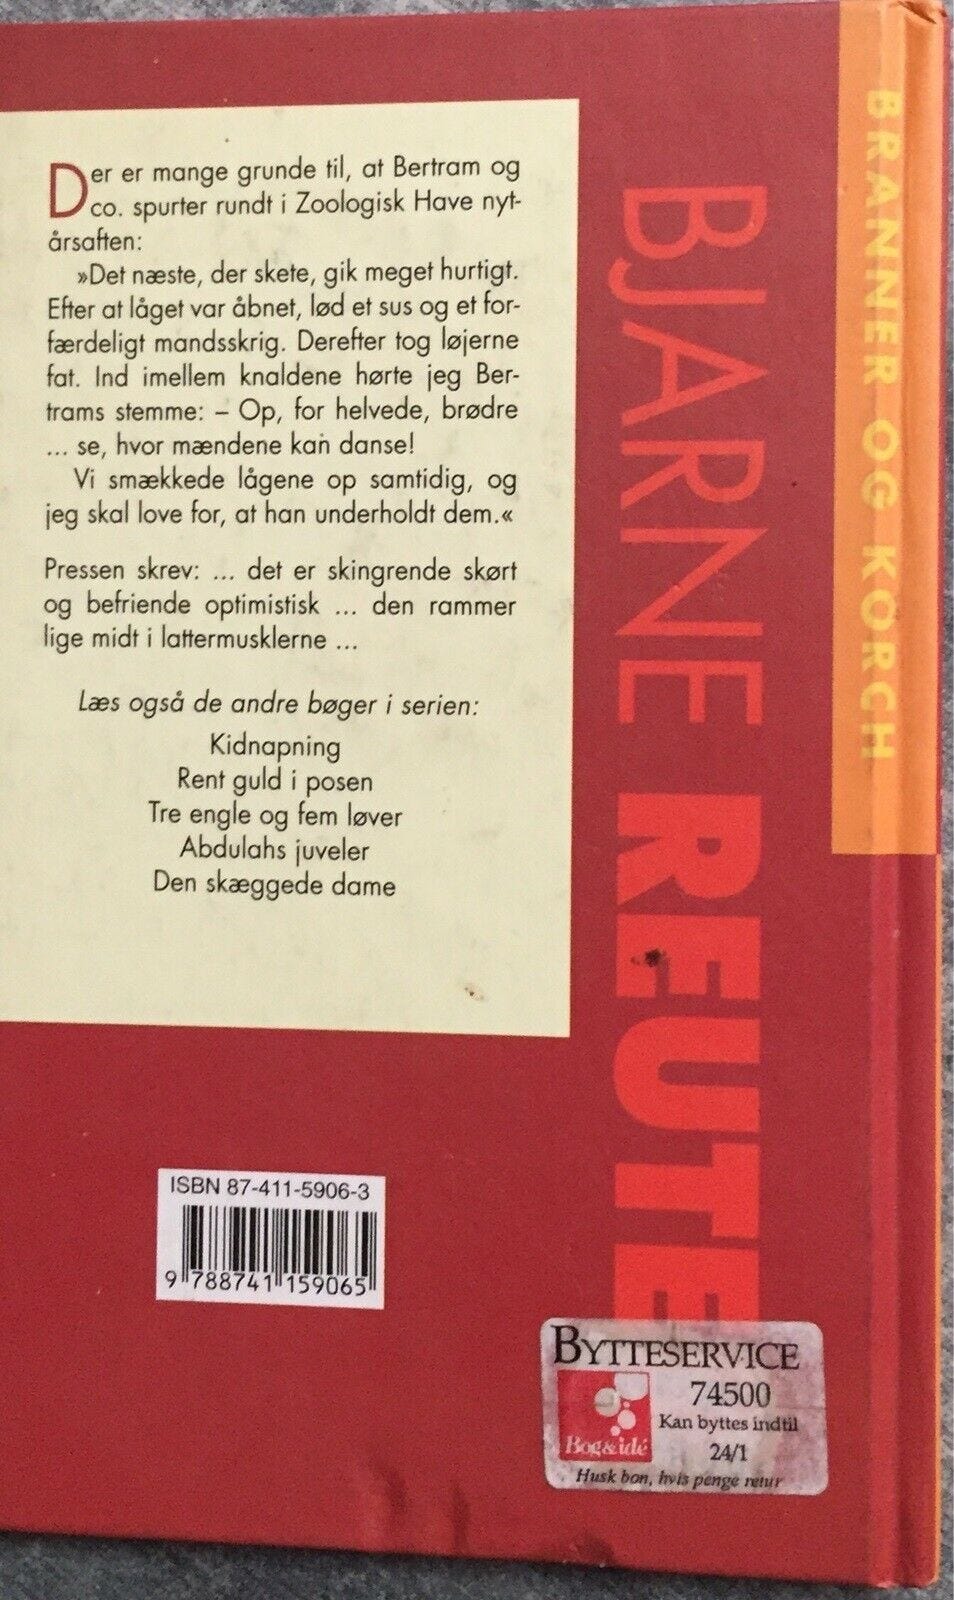 Der er mange grunde til, at Bertram og
co. spurter rundt i Zoologisk Have nyt-
årsaften:
»Det næste, der skete, gik meget hurtigt.
Efter at låget var åbnet, lød et sus og et for-
færdeligt mandsskrig. Derefter tog løjerne
fat. Ind imellem knaldene hørte jeg Ber-
trams stemme: – Op, for helvede, brødre
... se, hvor mændene kan danse!
Vi smækkede lågene op samtidig, og
jeg skal love for, at han underholdt dem.«
Pressen skrev: ... det er skingrende skørt
og befriende optimistisk ... den rammer
lige midt i lattermusklerne ...
Læs også de andre bøger i serien:
Kidnapning
Rent guld i posen
Tre engle og fem løver
Abdulahs juveler
Den skæggede dame
BJARNE REUTE
BRANNER OG KORCH
ISBN 87-411-5906-3
9 788741 159065
BYTTESERVICE
74500
Kan byttes indtil
24/1
Bog&idé
Husk bon, hvis penge retur